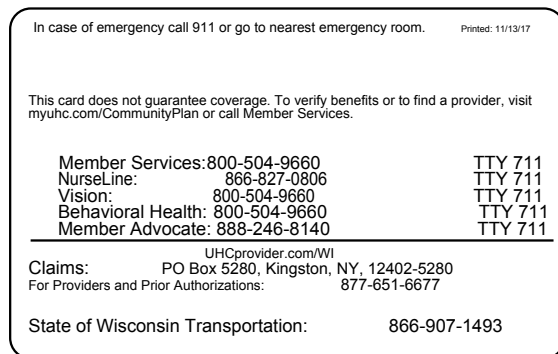 In case of emergency call 911 or go to nearest emergency room. Printed: 11/13/17
This card does not guarantee coverage. To verify benefits or to find a provider, visit
myuhc.com/CommunityPlan or call Member Services.
Member Services:800-504-9660 TTY 711
NurseLine: 866-827-0806 TTY 711
Vision: 800-504-9660 TTY 711
Behavioral Health: 800-504-9660 TTY 711
Member Advocate: 888-246-8140 TTY 711
UHCprovider.com/WI
Claims: PO Box 5280, Kingston, NY, 12402-5280
For Providers and Prior Authorizations: 877-651-6677
State of Wisconsin Transportation: 866-907-1493